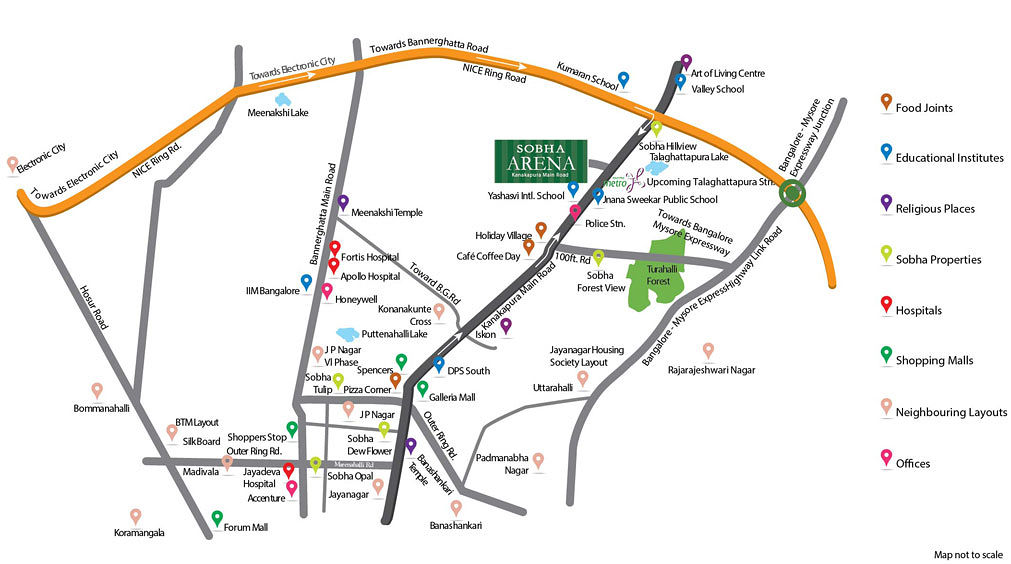 Towards Bannerghatta Road
Towards Electronic City
NICE Ring Road
Kumaran School
Art of Living Centre
Valley School
Meenakshi Lake
Bangalore - Mysore
Expressway Junction
Electronic City
Towards Electronic City
NICE Ring Rd.
SOBHA
ARENA
Kanakapura Main Road
Sobha Hillview
Talaghattapura Lake
metro
Upcoming Talaghattapura Stn.
Yashasvi Intl. School
Jnana Sweekar Public School
Police Stn.
Meenakshi Temple
Bannerghatta Main Road
Holiday Village
Café Coffee Day
100ft. Rd
Towards Bangalore
Mysore Expressway
Sobha
Forest View
Turahalli
Forest
Fortis Hospital
Apollo Hospital
IIM Bangalore
Honeywell
Toward B.G.Rd
Konanakunte
Cross
Kanakapura Main Road
Iskon
Bangalore - Mysore ExpressHighway Link Road
Hosur Road
Puttenahalli Lake
J P Nagar
VI Phase
Spencers
DPS South
Sobha
Tulip
Pizza Corner
Galleria Mall
Jayanagar Housing
Society Layout
Uttarahalli
Rajarajeshwari Nagar
Bommanahalli
J P Nagar
BTM Layout
Silk Board
Shoppers Stop
Outer Ring Rd.
Sobha
Dew Flower
Outer Ring Rd.
Banashankari
Temple
Marenahalli Rd
Madivala
Jayadeva
Hospital
Sobha Opal
Accenture
Jayanagar
Padmanabha
Nagar
Banashankari
Koramangala
Forum Mall
Food Joints
Educational Institutes
Religious Places
Sobha Properties
Hospitals
Shopping Malls
Neighbouring Layouts
Offices
Map not to scale